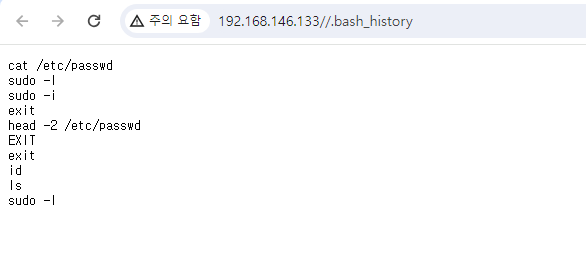 주의 요함 192.168.146.133//.bash_history
cat /etc/passwd
sudo -l
sudo -i
exit
head -2 /etc/passwd
EXIT
exit
id
ls
sudo -l